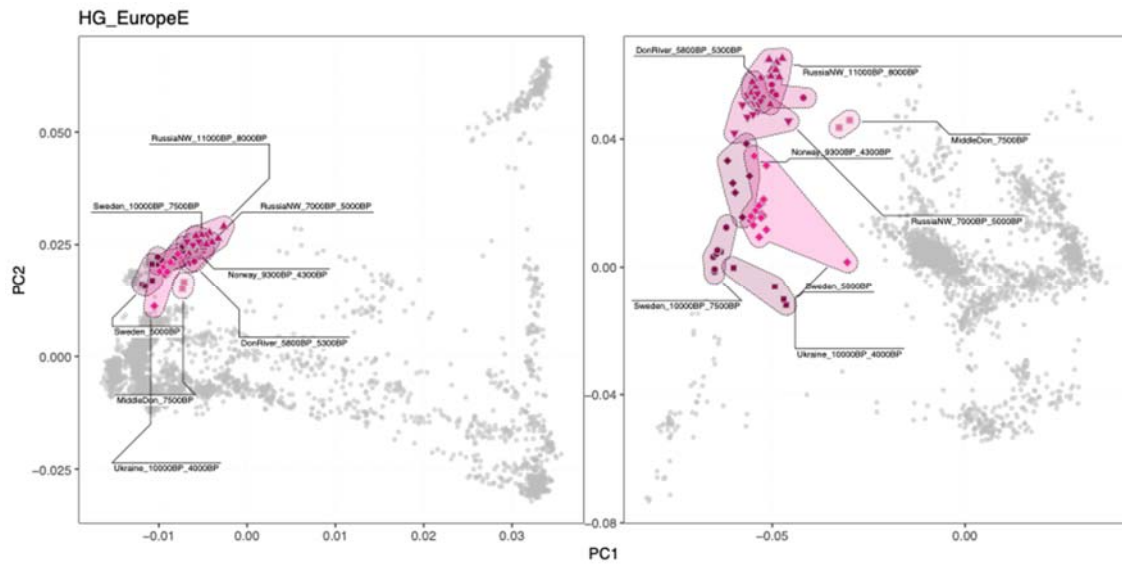 HG_EuropeE
DonRiver_5800BP_5300BP
RussiaNW_11000BP_8000BP
0.050
RussiaNW_11000BP_8000BP
0.04
MiddleDon_7500BP
Norway_9300BP_4300BP
Sweden_10000BP_7500BP
RussiaNW_7000BP_5000BP
RussiaNW_7000BP_5000BP
0.025
PC2
Norway_9300BP_4300BP
0.00
Sweden_5000BP
Sweden_10000BP_7500BP
Sweden_5000BP
DonRiver_5800BP_5300BP
Ukraine_10000BP_4000BP
0.000
MiddleDon_7500BP
−0.04
Ukraine_10000BP_4000BP
−0.025
−0.08
−0.01
0.00
0.01
0.02
0.03
−0.05
0.00
PC1